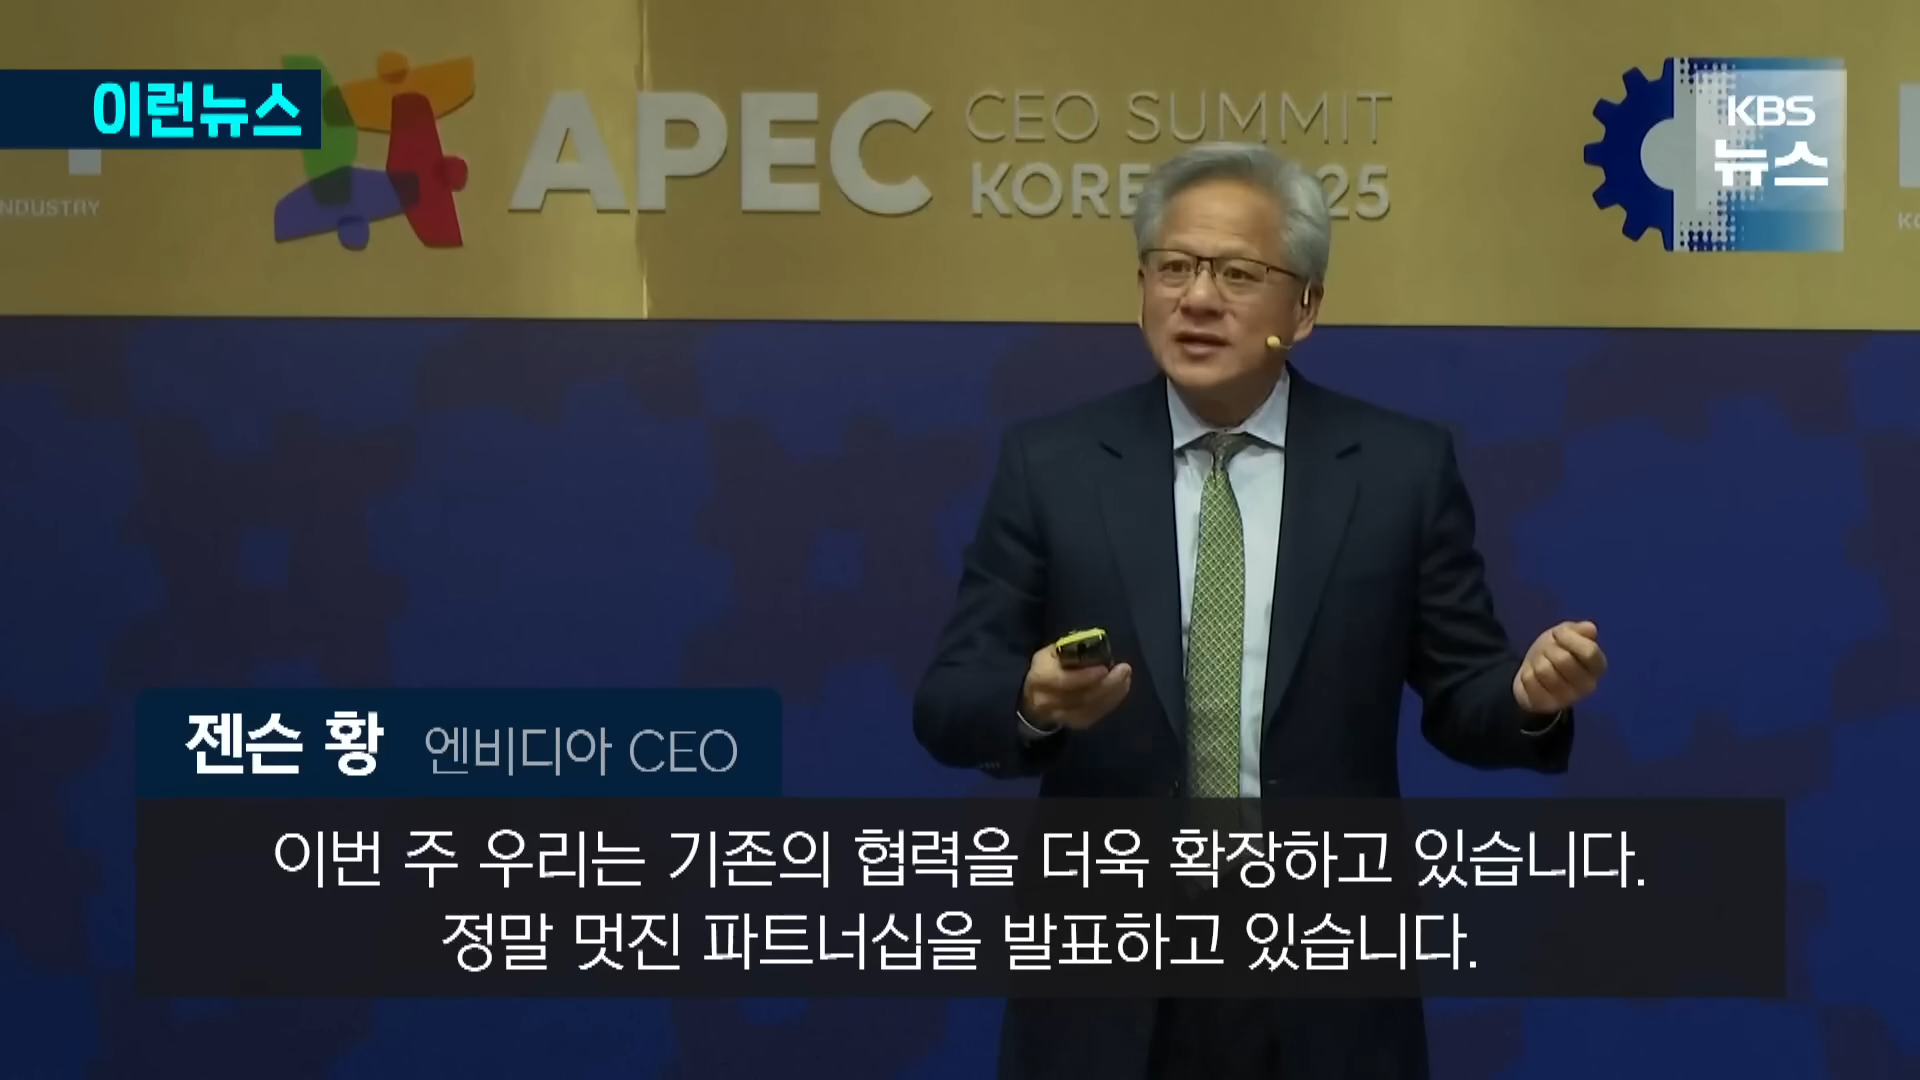 이런뉴스
APEC
CEO SUMMIT
KOREA 2025
KBS
뉴스
NDUSTRY
젠슨 황 엔비디아 CEO
이번 주 우리는 기존의 협력을 더욱 확장하고 있습니다.
정말 멋진 파트너십을 발표하고 있습니다.